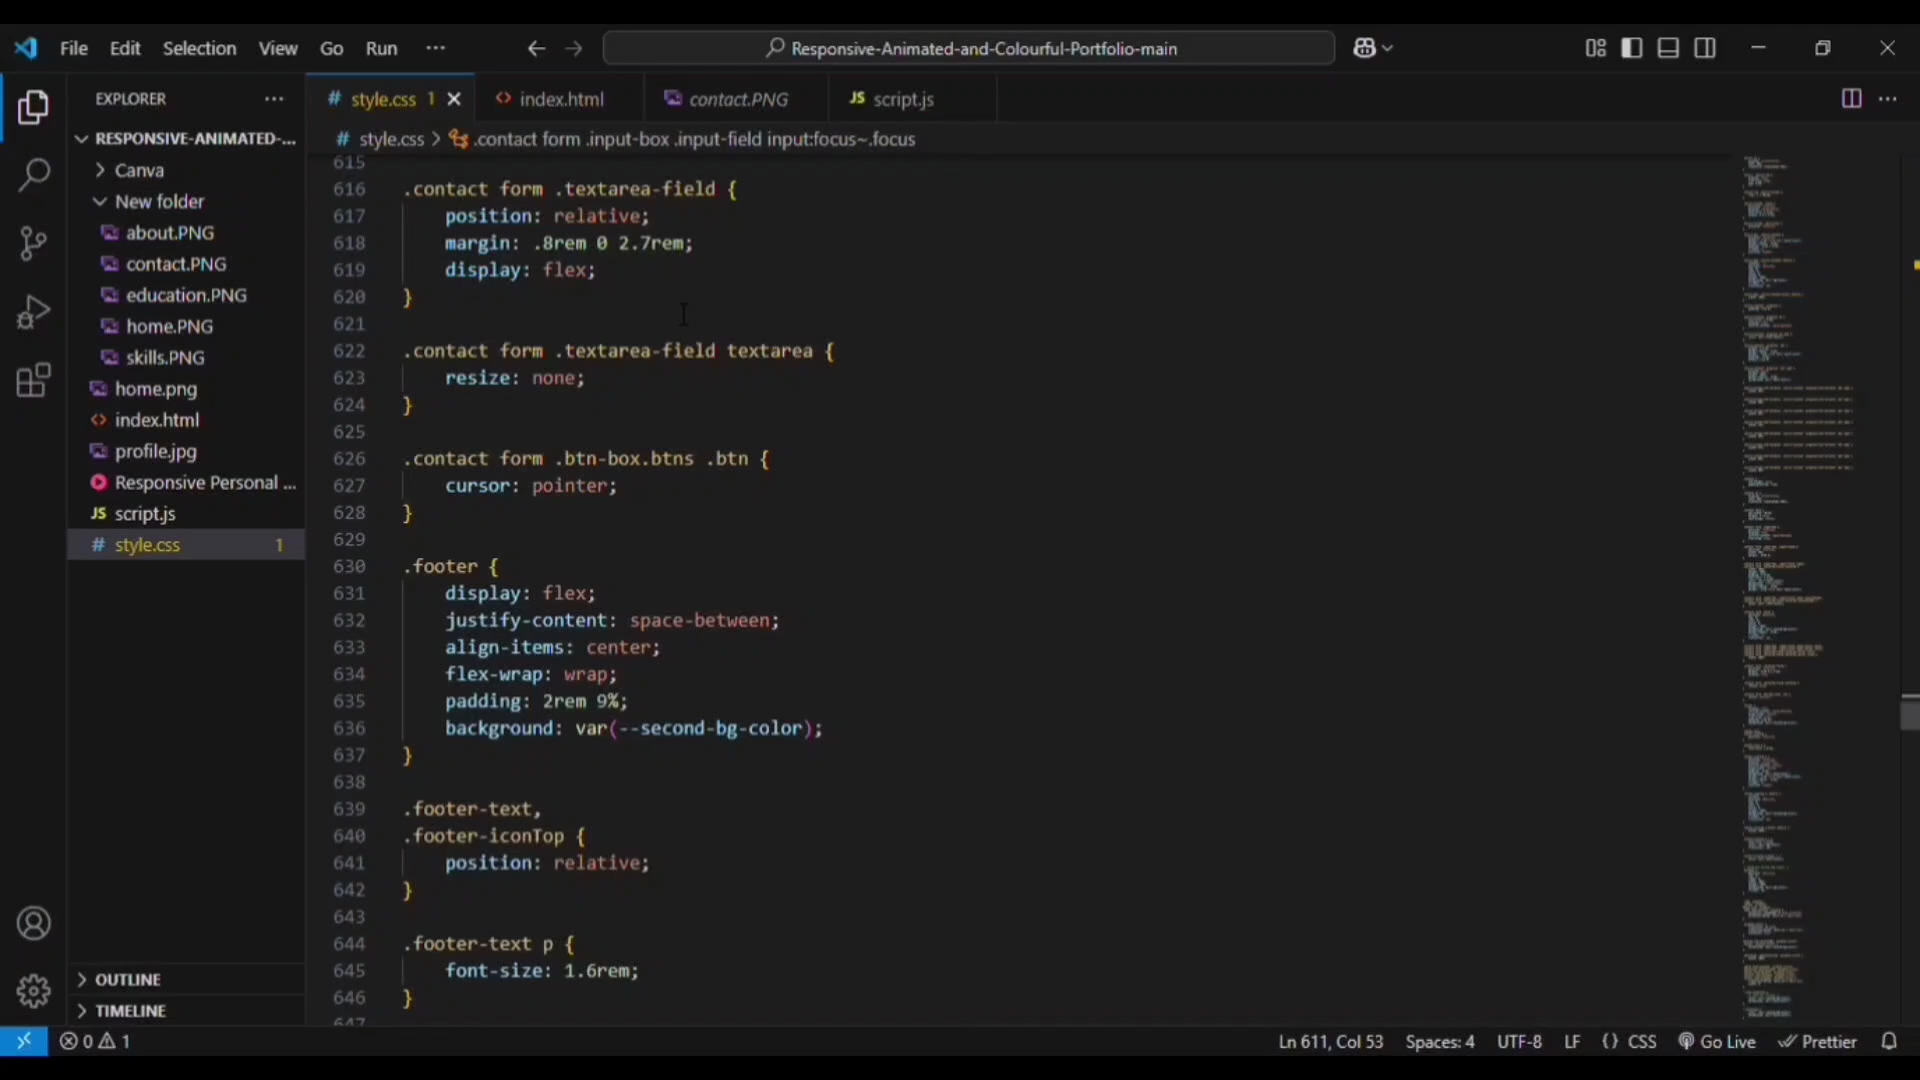 File Edit Selection View Go Run ···
Responsive-Animated-and-Colourful-Portfolio-main
EXPLORER ···
# style.css 1
<> index.html
contact.PNG
JS script.js
···
RESPONSIVE-ANIMATED-...
Canva
New folder
about.PNG
contact.PNG
education.PNG
home.PNG
skills.PNG
home.png
<> index.html
profile.jpg
Responsive Personal ...
JS script.js
# style.css 1
OUTLINE
TIMELINE
# style.css > .contact form .input-box .input-field input:focus~.focus
615
616 .contact form .textarea-field {
617 position: relative;
618 margin: .8rem 0 2.7rem;
619 display: flex;
620 }
621
622 .contact form .textarea-field textarea {
623 resize: none;
624 }
625
626 .contact form .btn-box.btns .btn {
627 cursor: pointer;
628 }
629
630 .footer {
631 display: flex;
632 justify-content: space-between;
633 align-items: center;
634 flex-wrap: wrap;
635 padding: 2rem 9%;
636 background: var(--second-bg-color);
637 }
638
639 .footer-text,
640 .footer-iconTop {
641 position: relative;
642 }
643
644 .footer-text p {
645 font-size: 1.6rem;
646 }
647
0 1
Ln 611, Col 53 Spaces: 4 UTF-8 LF {} CSS Go Live Prettier